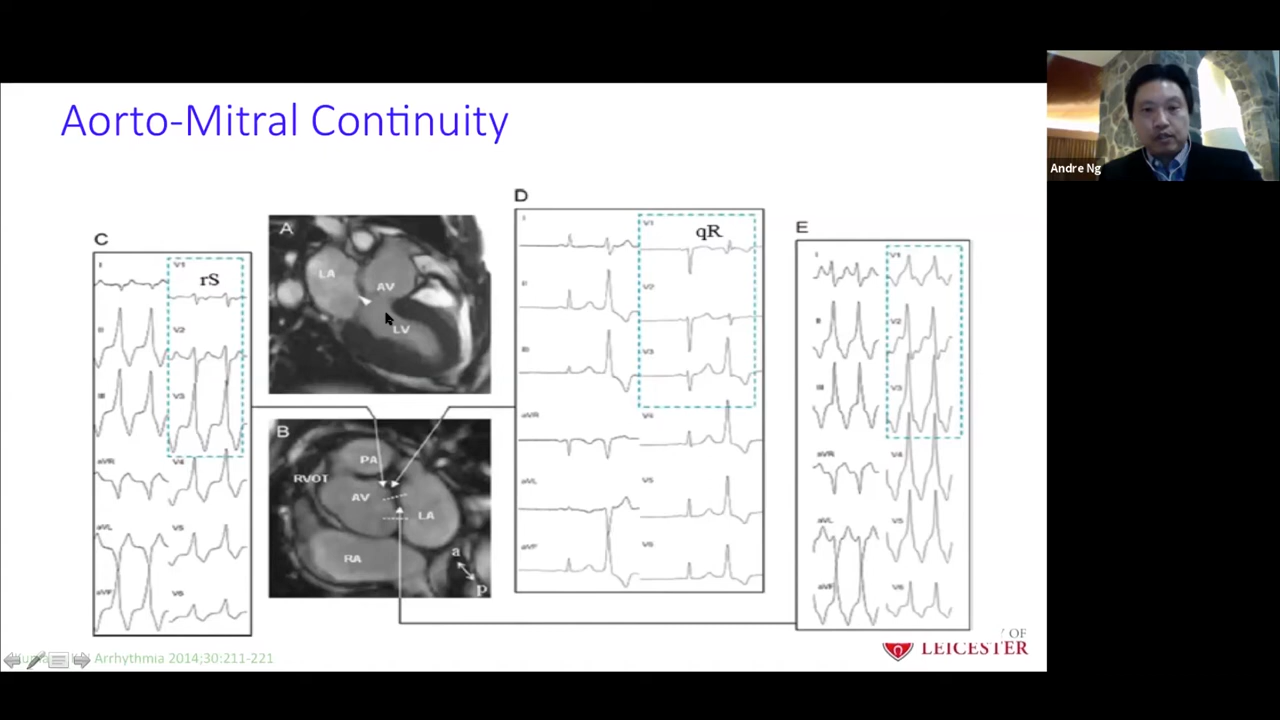 Aorto-Mitral Continuity
Andre Ng
C
I
II
III
aVR
aVL
aVF
V1
rS
V2
V3
V4
V5
V6
A
LA
AV
LV
B
PA
RVOT
AV
LA
RA
a
p
D
I
II
III
aVR
aVL
aVF
V1
qR
V2
V3
V4
V5
V6
E
I
II
III
aVR
aVL
aVF
V1
V2
V3
V4
V5
V6
Arrhythmia 2014;30:211-221
Y OF
LEICESTER